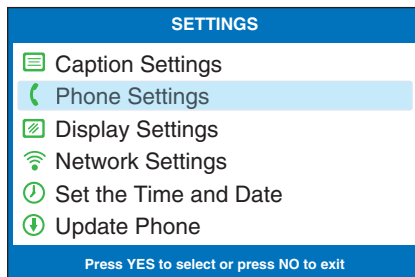 SETTINGS
Caption Settings
Phone Settings
Display Settings
Network Settings
Set the Time and Date
Update Phone
Press YES to select or press NO to exit